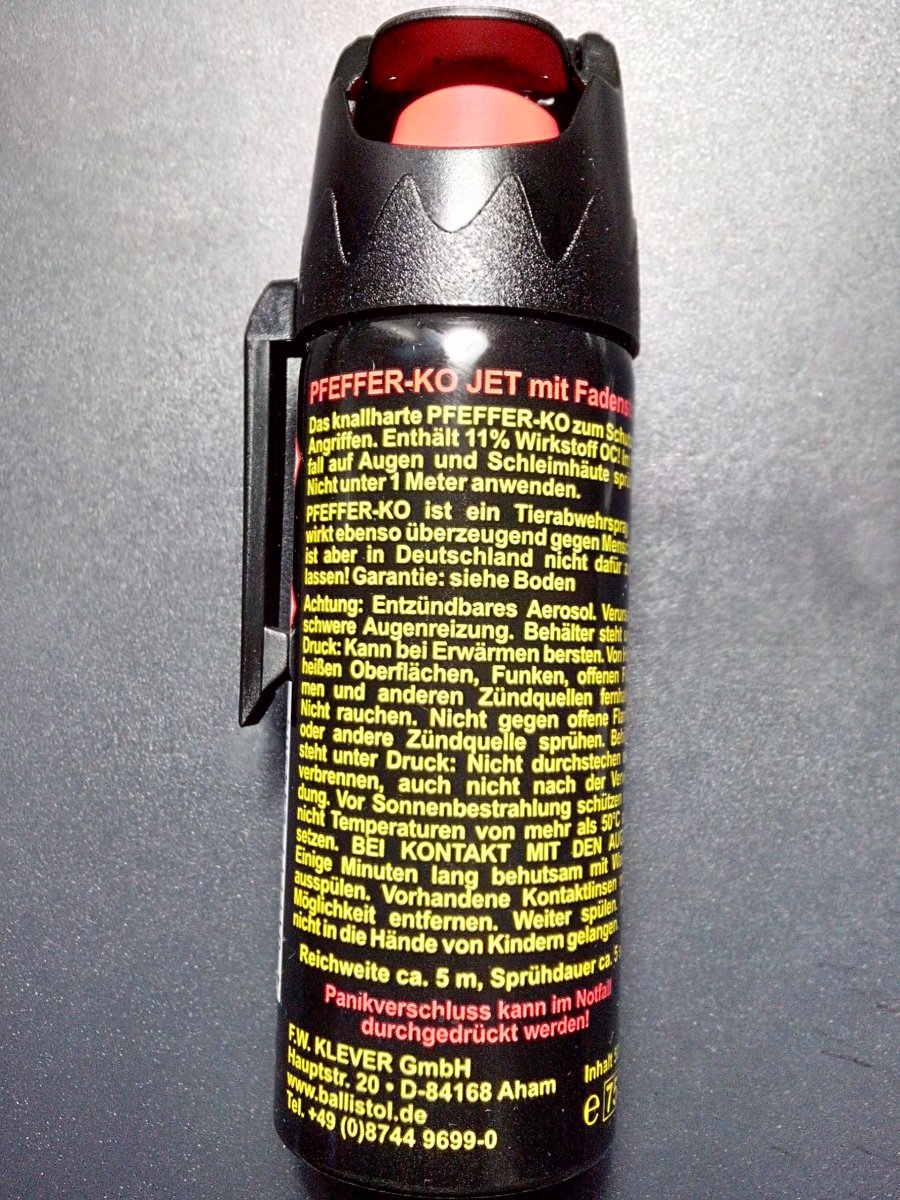 PFEFFER-KO JET mit
Das knallharte PFEFFER-KO zum
Angriffen. Enthält 11% Wirkstoff OC!
fall auf Augen und Schleimhäute
Nicht unter 1 Meter anwenden.
PFEFFER-KO ist ein Tierabwehrspray
wirkt ebenso überzeugend gegen
ist aber in Deutschland nicht dafür
lassen! Garantie: siehe Boden
Achtung: Entzündbares Aerosol.
schwere Augenreizung. Behälter steht
Druck: Kann bei Erwärmen bersten. Von
heißen Oberflächen, Funken, offenen
men und anderen Zündquellen
Nicht rauchen. Nicht gegen offene
oder andere Zündquelle sprühen.
steht unter Druck: Nicht durchstechen
verbrennen, auch nicht nach der
dung. Vor Sonnenbestrahlung schützen
nicht Temperaturen von mehr als 50°C
setzen. BEI KONTAKT MIT DEN
Einige Minuten lang behutsam mit
ausspülen. Vorhandene Kontaktlinsen
Möglichkeit entfernen. Weiter spülen.
nicht in die Hände von Kindern gelangen.
Reichweite ca. 5 m, Sprühdauer ca. 5
Panikverschluss kann im Notfall
durchgedrückt werden!
F.W. KLEVER GmbH
Hauptstr. 20 • D-84168 Aham
www.ballistol.de
Tel. +49 (0)8744 9699-0
Inhalt
e